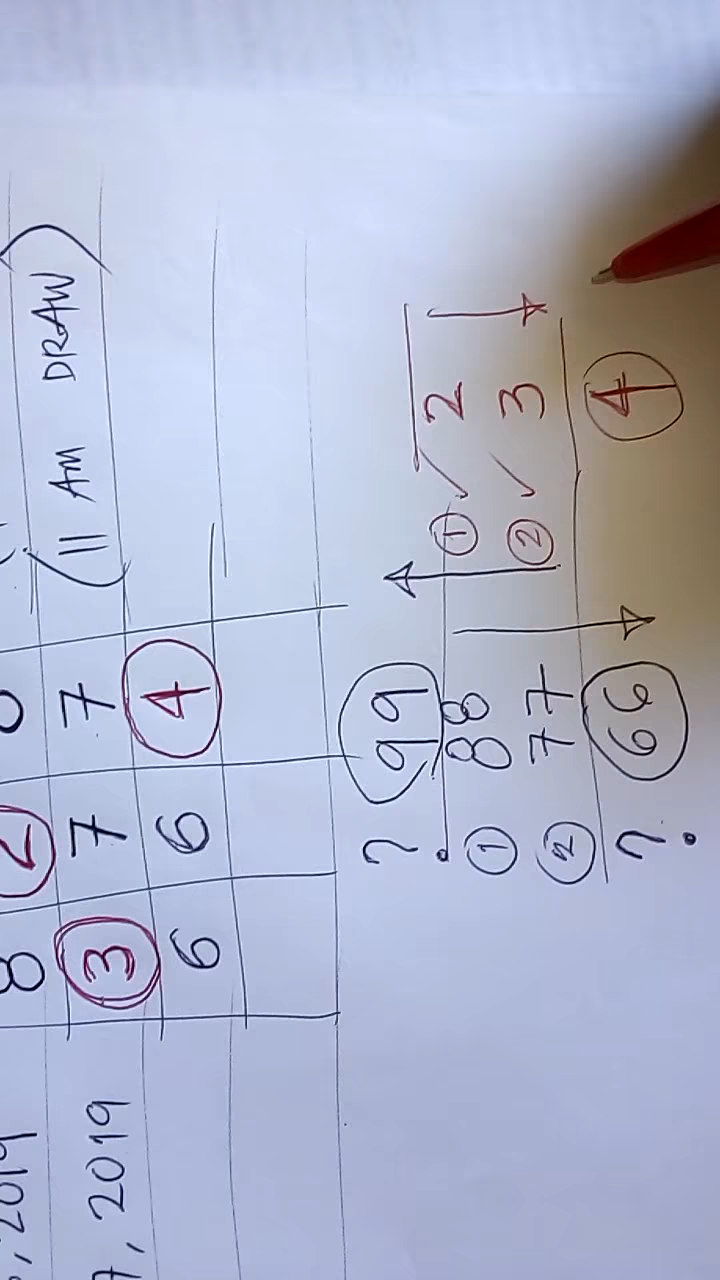 , 2019 8 2
7, 2019 3 7 7 (11 AM DRAW)
6 6 4
? 99
1 88 1 ✓ 2
2 77 2 ✓ 3
? 66 4